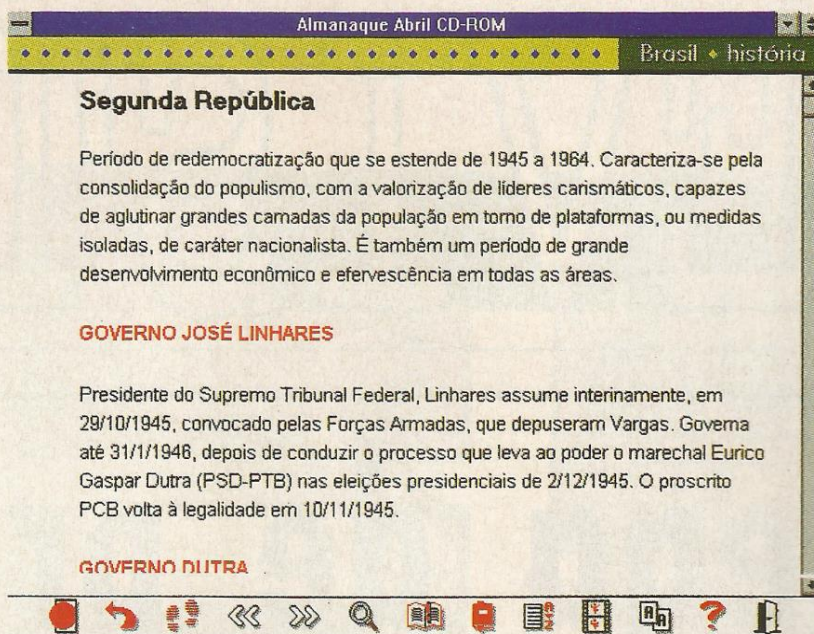 Almanaque Abril CD-ROM
Brasil • história
Segunda República
Período de redemocratização que se estende de 1945 a 1964. Caracteriza-se pela
consolidação do populismo, com a valorização de líderes carismáticos, capazes
de aglutinar grandes camadas da população em torno de plataformas, ou medidas
isoladas, de caráter nacionalista. É também um período de grande
desenvolvimento econômico e efervescência em todas as áreas.
GOVERNO JOSÉ LINHARES
Presidente do Supremo Tribunal Federal, Linhares assume interinamente, em
29/10/1945, convocado pelas Forças Armadas, que depuseram Vargas. Governa
até 31/1/1946, depois de conduzir o processo que leva ao poder o marechal Eurico
Gaspar Dutra (PSD-PTB) nas eleições presidenciais de 2/12/1945. O proscrito
PCB volta à legalidade em 10/11/1945.
GOVERNO DUTRA